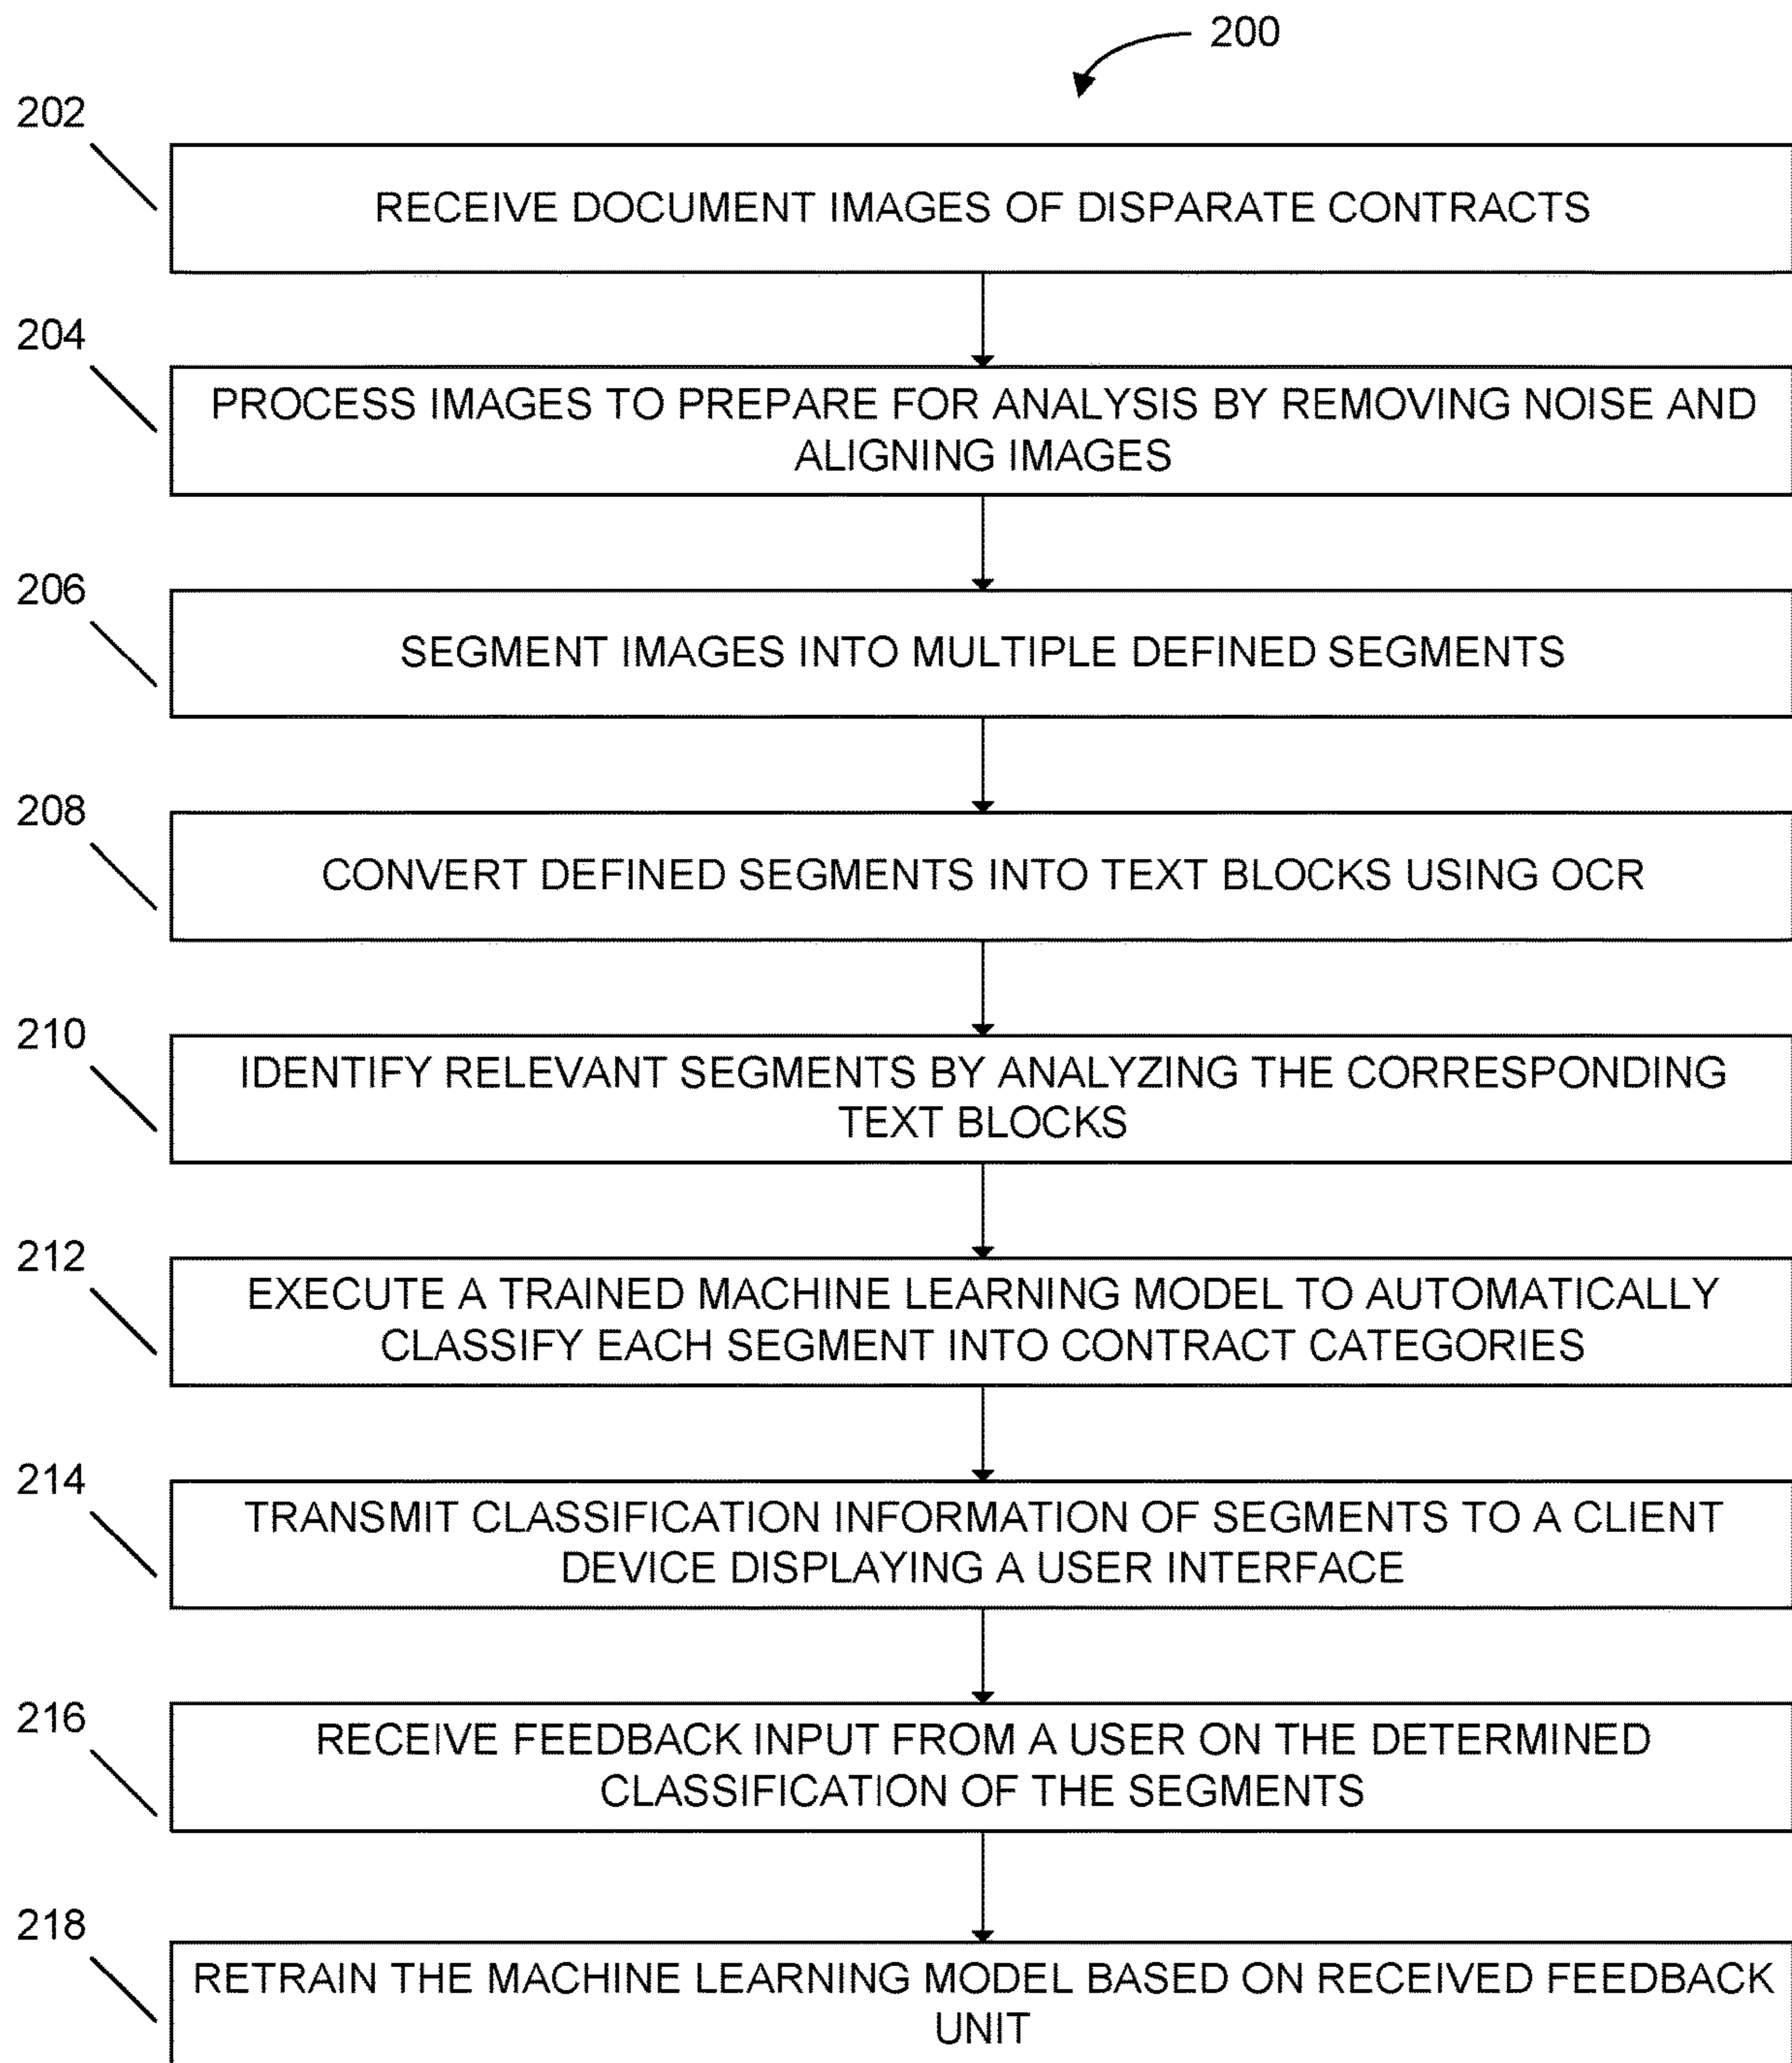 200
202
RECEIVE DOCUMENT IMAGES OF DISPARATE CONTRACTS
204
PROCESS IMAGES TO PREPARE FOR ANALYSIS BY REMOVING NOISE AND
ALIGNING IMAGES
206
SEGMENT IMAGES INTO MULTIPLE DEFINED SEGMENTS
208
CONVERT DEFINED SEGMENTS INTO TEXT BLOCKS USING OCR
210
IDENTIFY RELEVANT SEGMENTS BY ANALYZING THE CORRESPONDING
TEXT BLOCKS
212
EXECUTE A TRAINED MACHINE LEARNING MODEL TO AUTOMATICALLY
CLASSIFY EACH SEGMENT INTO CONTRACT CATEGORIES
214
TRANSMIT CLASSIFICATION INFORMATION OF SEGMENTS TO A CLIENT
DEVICE DISPLAYING A USER INTERFACE
216
RECEIVE FEEDBACK INPUT FROM A USER ON THE DETERMINED
CLASSIFICATION OF THE SEGMENTS
218
RETRAIN THE MACHINE LEARNING MODEL BASED ON RECEIVED FEEDBACK
UNIT